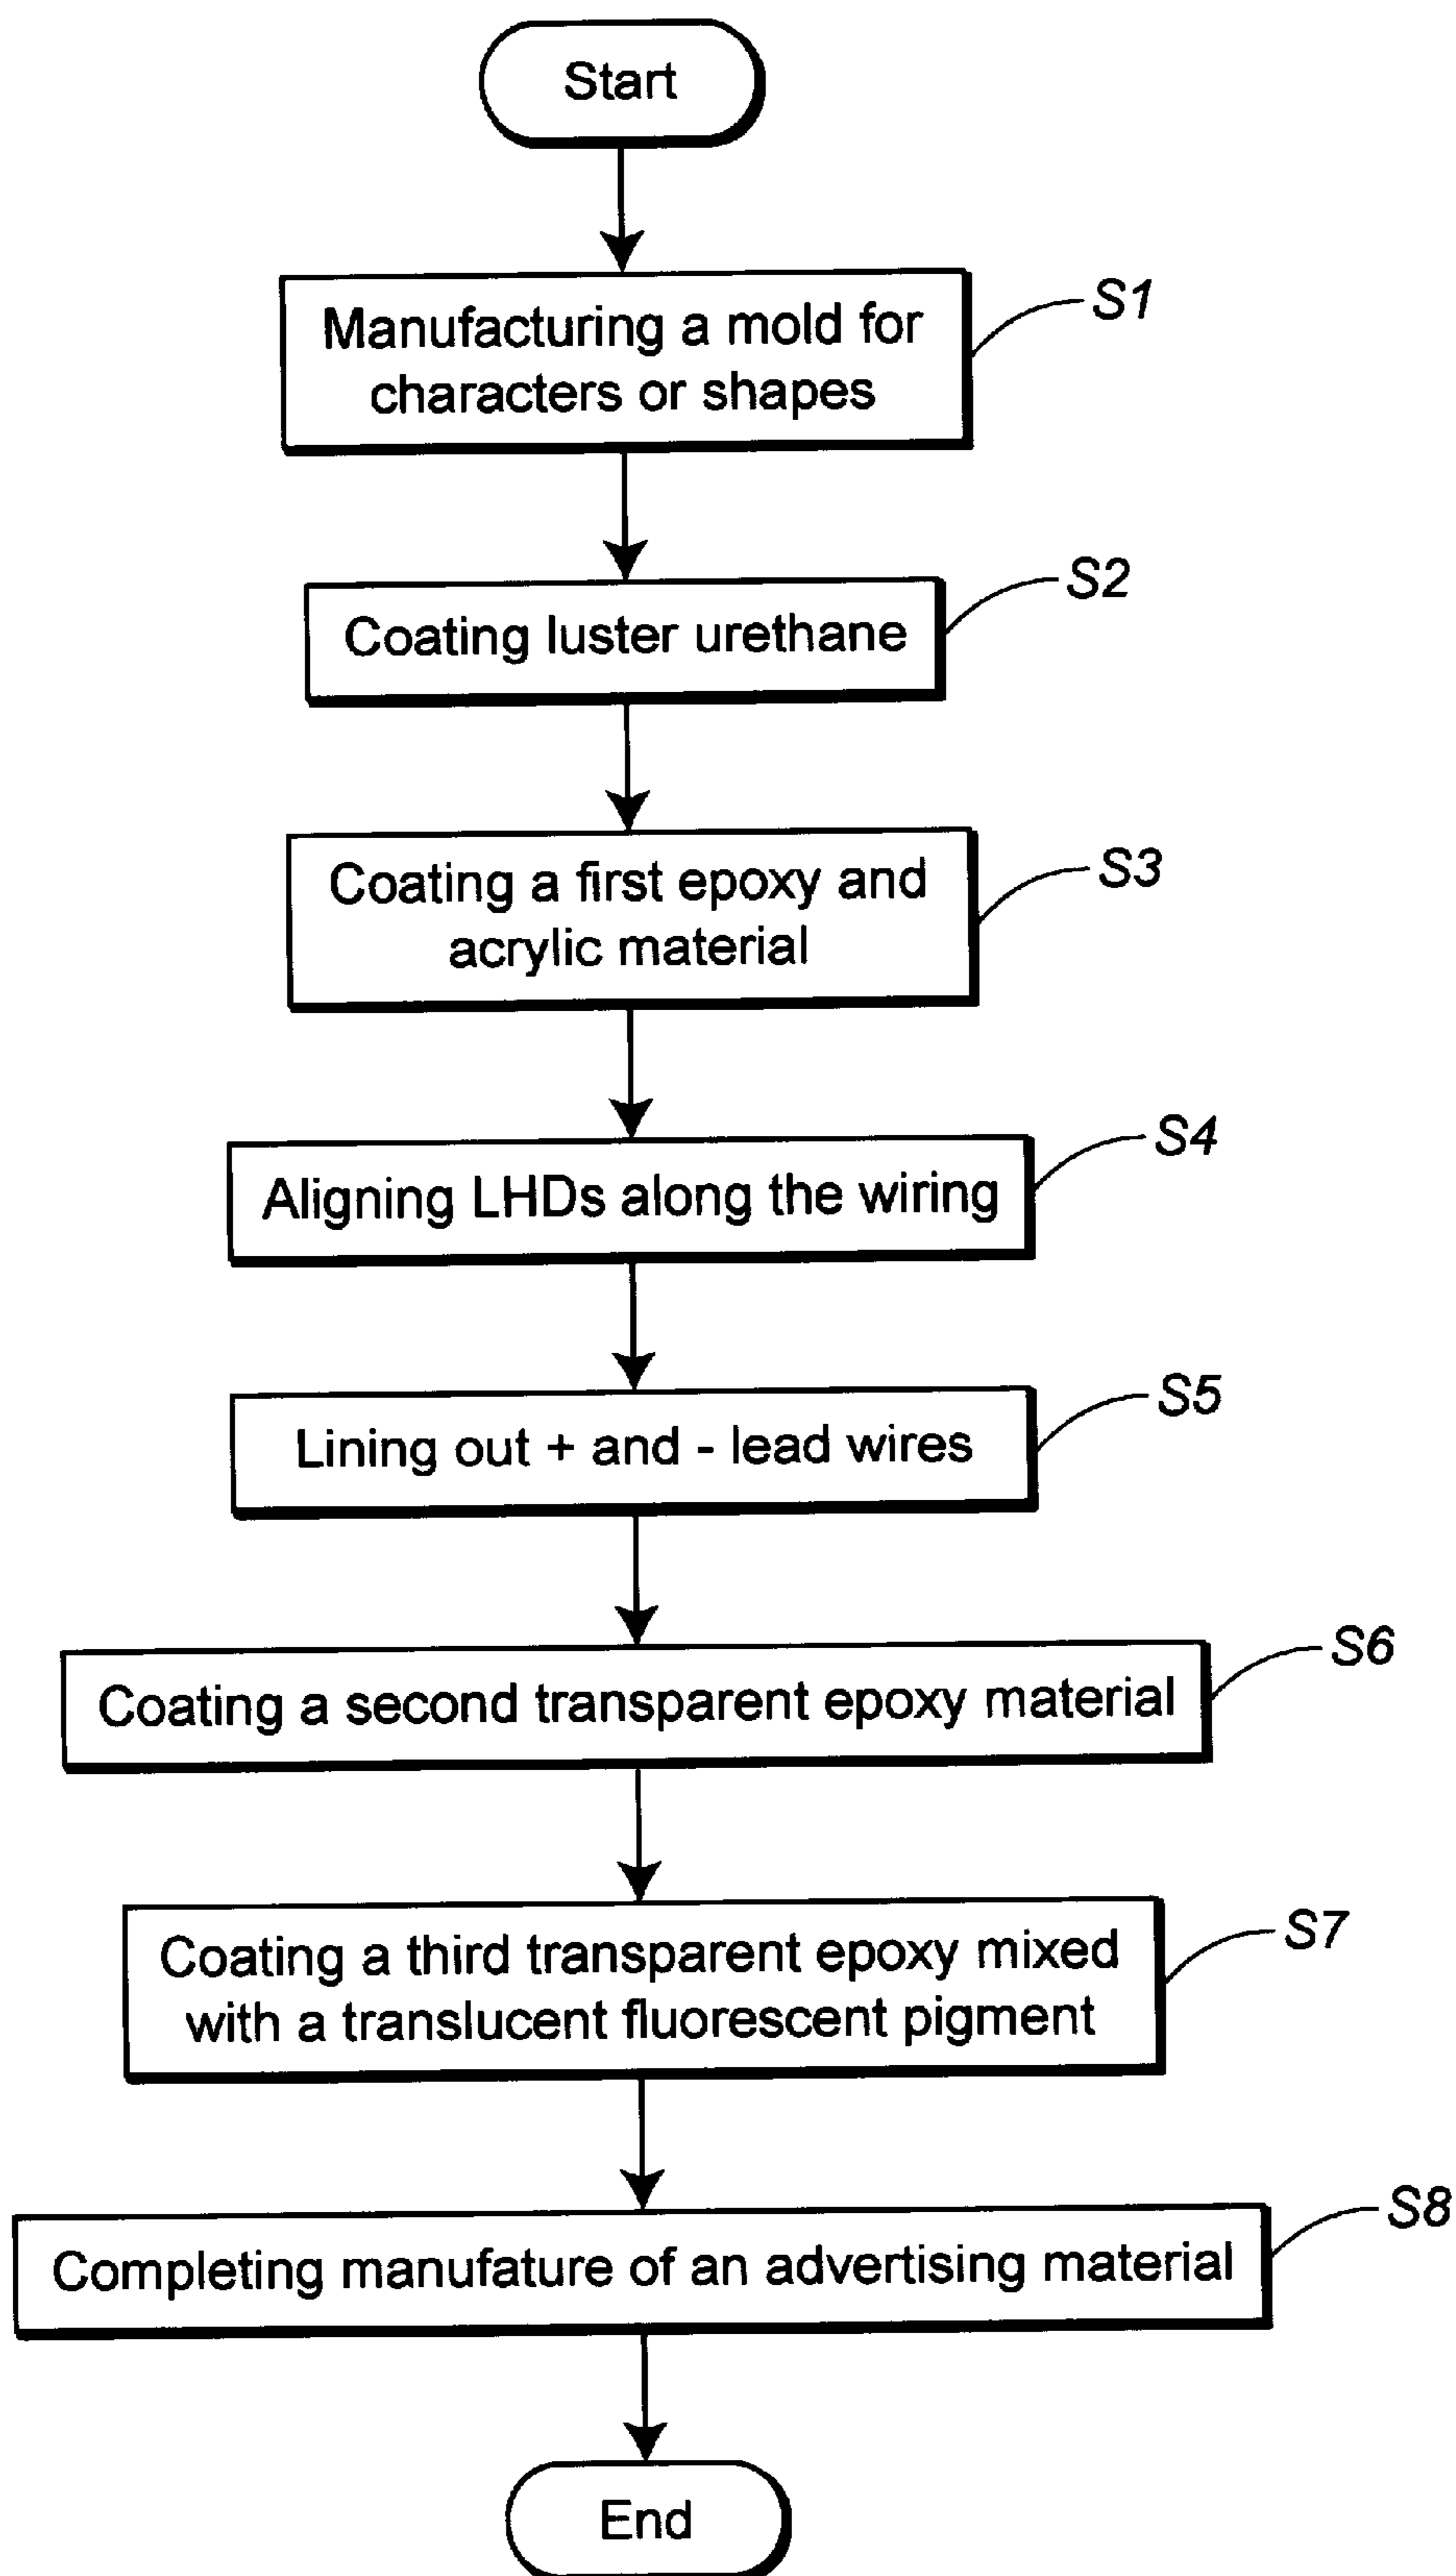 Start
Manufacturing a mold for
characters or shapes
S1
Coating luster urethane
S2
Coating a first epoxy and
acrylic material
S3
Aligning LHDs along the wiring
S4
Lining out + and - lead wires
S5
Coating a second transparent epoxy material
S6
Coating a third transparent epoxy mixed
with a translucent fluorescent pigment
S7
Completing manufature of an advertising material
S8
End